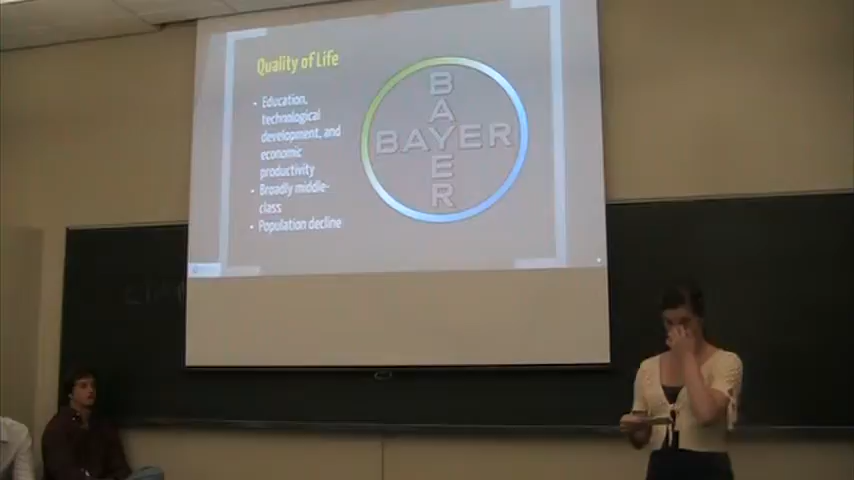 Quality of Life
• Education,
technological
development, and
economic
productivity
• Broadly middle-
class
• Population decline
BAYER
BAYER